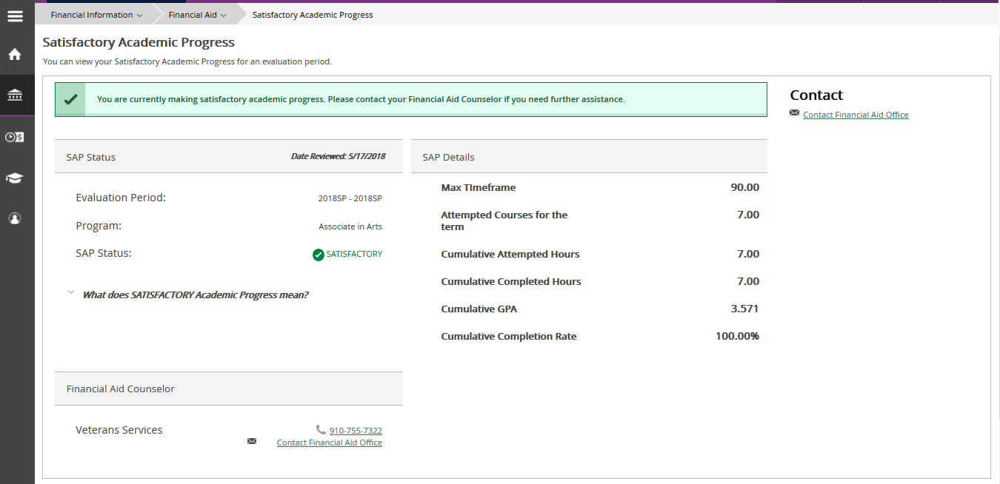 Financial Information
Financial Aid
Satisfactory Academic Progress
Satisfactory Academic Progress
You can view your Satisfactory Academic Progress for an evaluation period.
You are currently making satisfactory academic progress. Please contact your Financial Aid Counselor if you need further assistance.
Contact
Contact Financial Aid Office
SAP Status
Date Reviewed: 5/17/2018
Evaluation Period:
2018SP - 2018SP
Program:
Associate in Arts
SAP Status:
SATISFACTORY
What does SATISFACTORY Academic Progress mean?
SAP Details
Max TImeframe
90.00
Attempted Courses for the
term
7.00
Cumulative Attempted Hours
7.00
Cumulative Completed Hours
7.00
Cumulative GPA
3.571
Cumulative Completion Rate
100.00%
Financial Aid Counselor
Veterans Services
910-755-7322
Contact Financial Aid Office